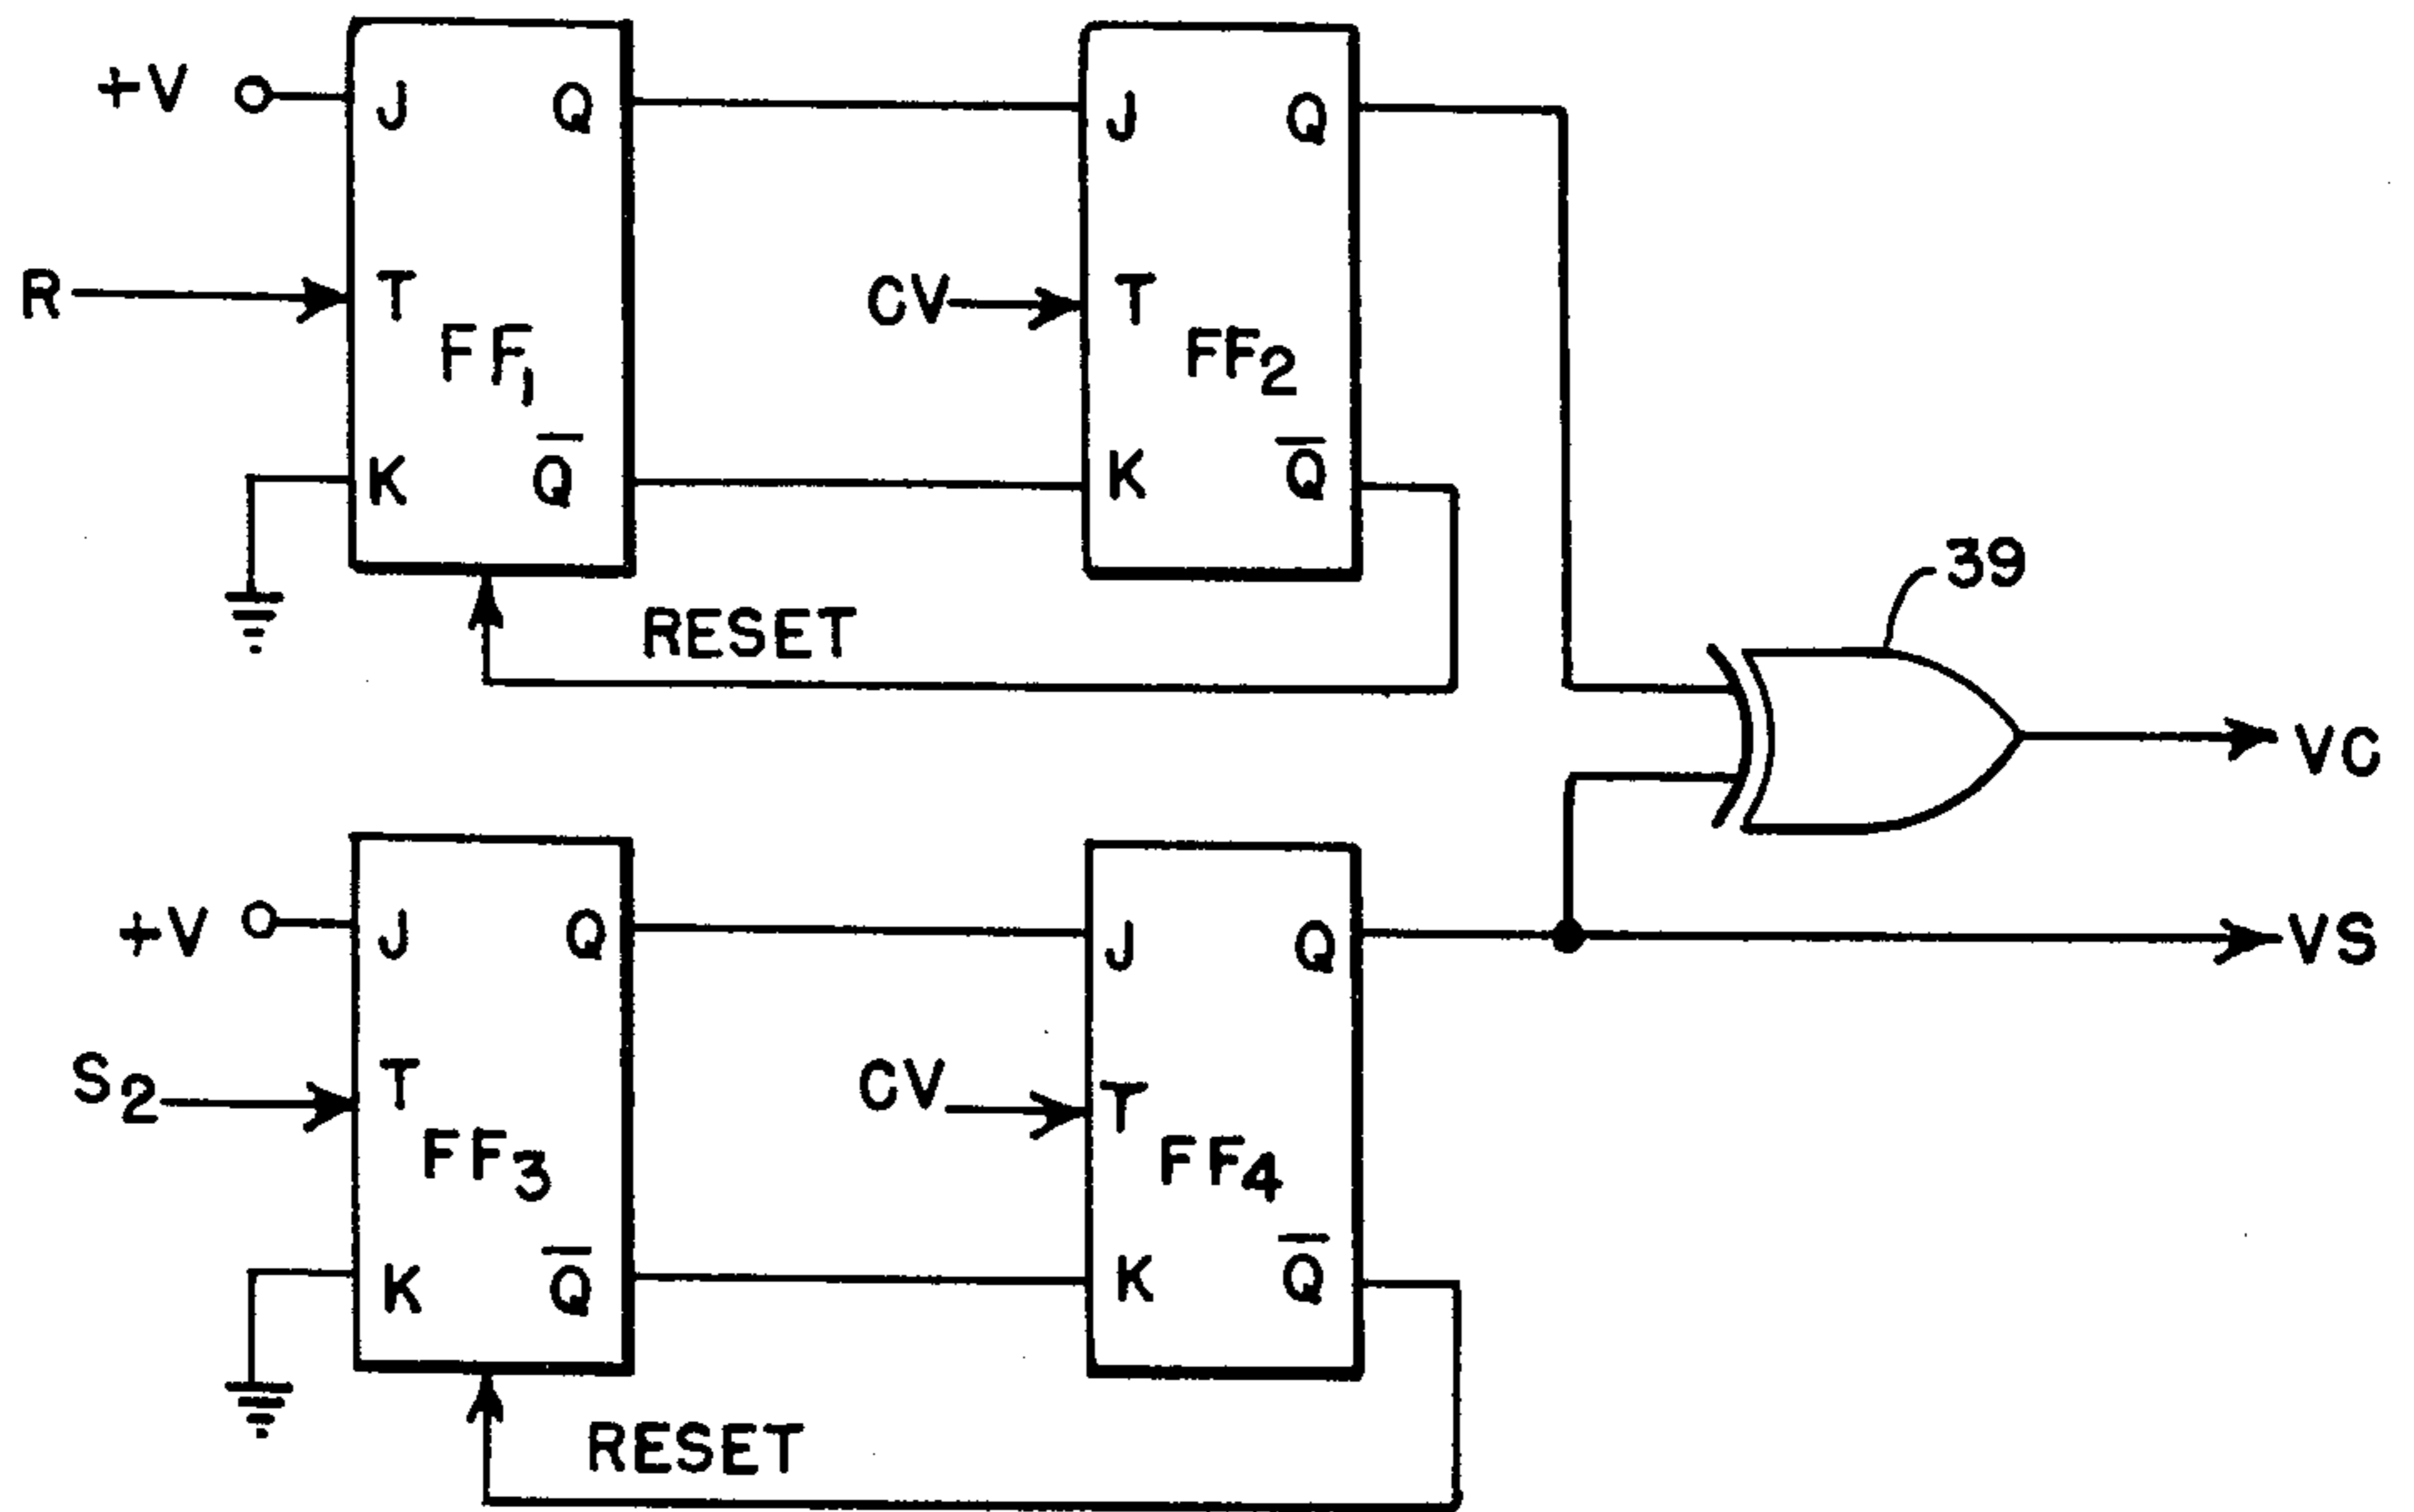 +V
J
Q
J
Q
R
T
CV
T
FF1
FF2
K
Q̅
K
Q̅
39
RESET
VC
+V
J
Q
J
Q
VS
S2
T
CV
T
FF3
FF4
K
Q̅
K
Q̅
RESET